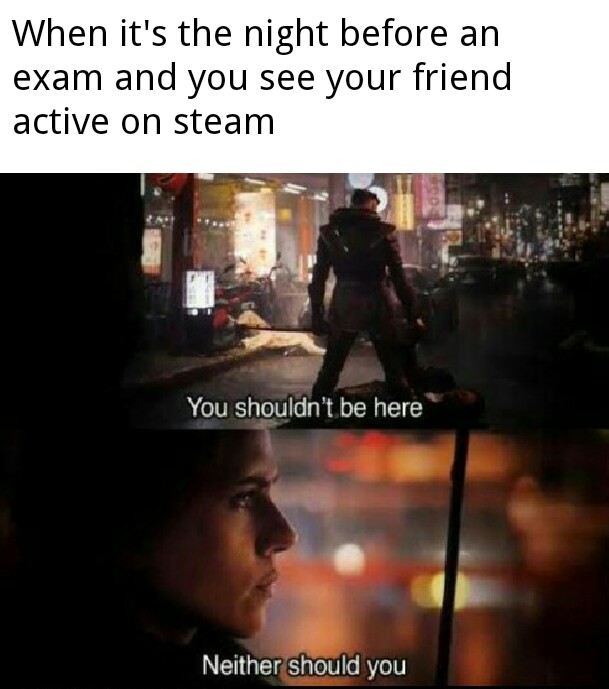 When it's the night before an
exam and you see your friend
active on steam
You shouldn't be here
Neither should you